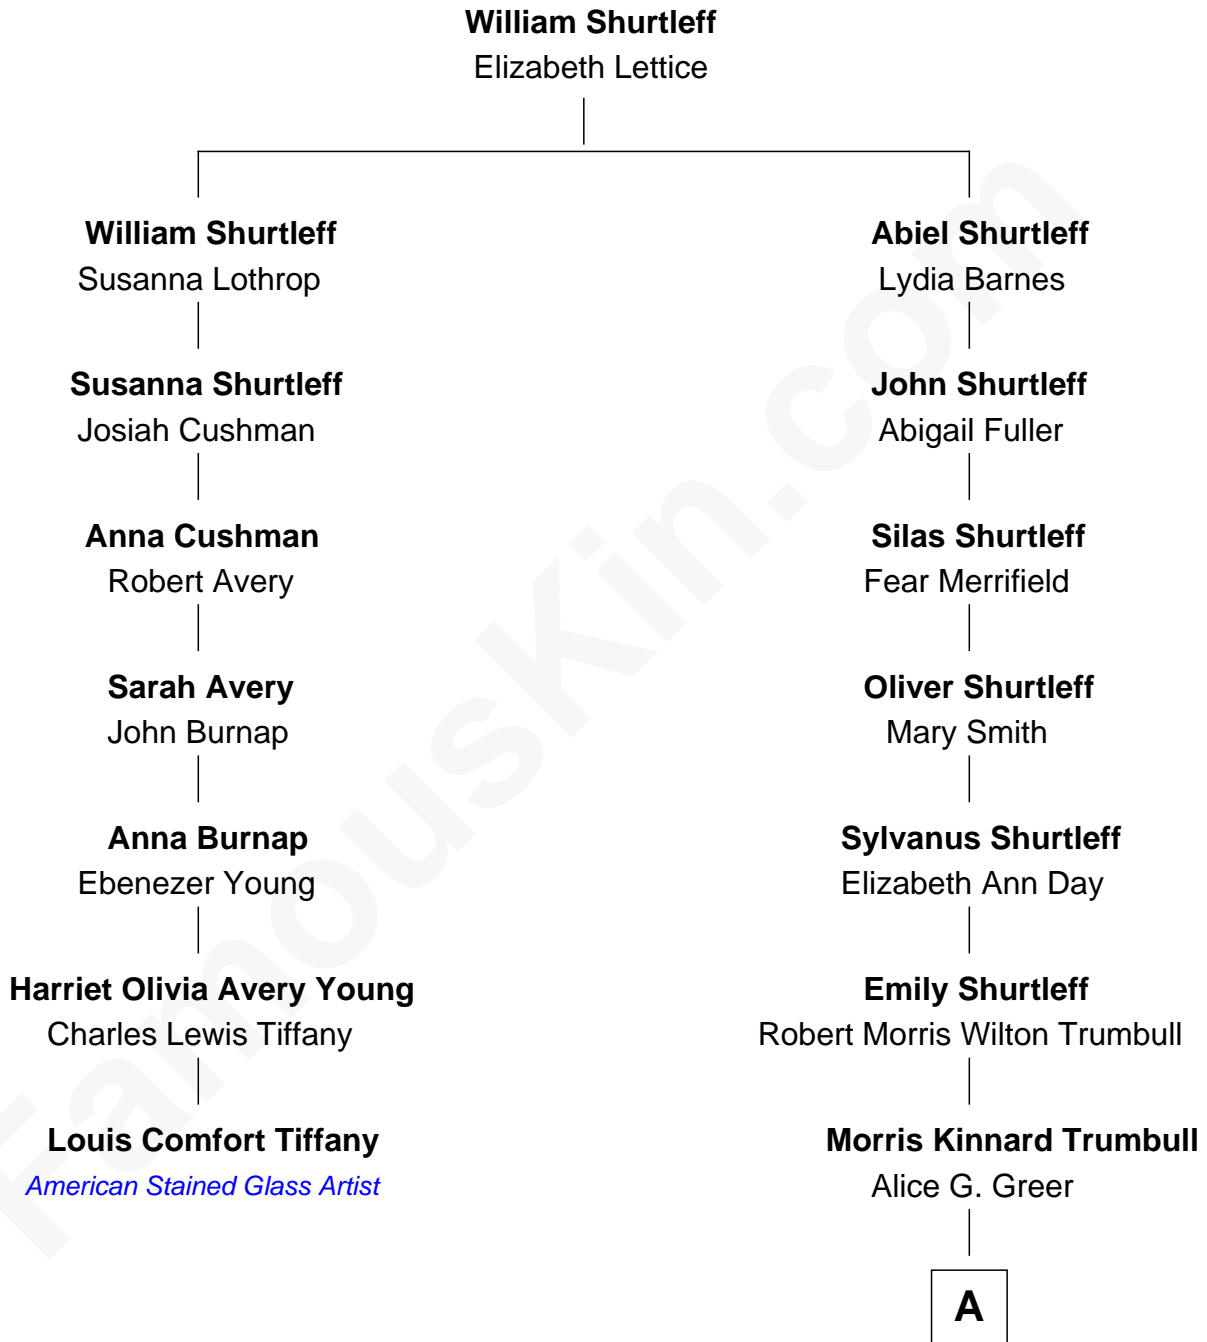 William Shurtleff
Elizabeth Lettice
William Shurtleff
Susanna Lothrop
Susanna Shurtleff
Josiah Cushman
Anna Cushman
Robert Avery
Sarah Avery
John Burnap
Anna Burnap
Ebenezer Young
Harriet Olivia Avery Young
Charles Lewis Tiffany
Louis Comfort Tiffany
American Stained Glass Artist
Abiel Shurtleff
Lydia Barnes
John Shurtleff
Abigail Fuller
Silas Shurtleff
Fear Merrifield
Oliver Shurtleff
Mary Smith
Sylvanus Shurtleff
Elizabeth Ann Day
Emily Shurtleff
Robert Morris Wilton Trumbull
Morris Kinnard Trumbull
Alice G. Greer
A
FamousKin.com